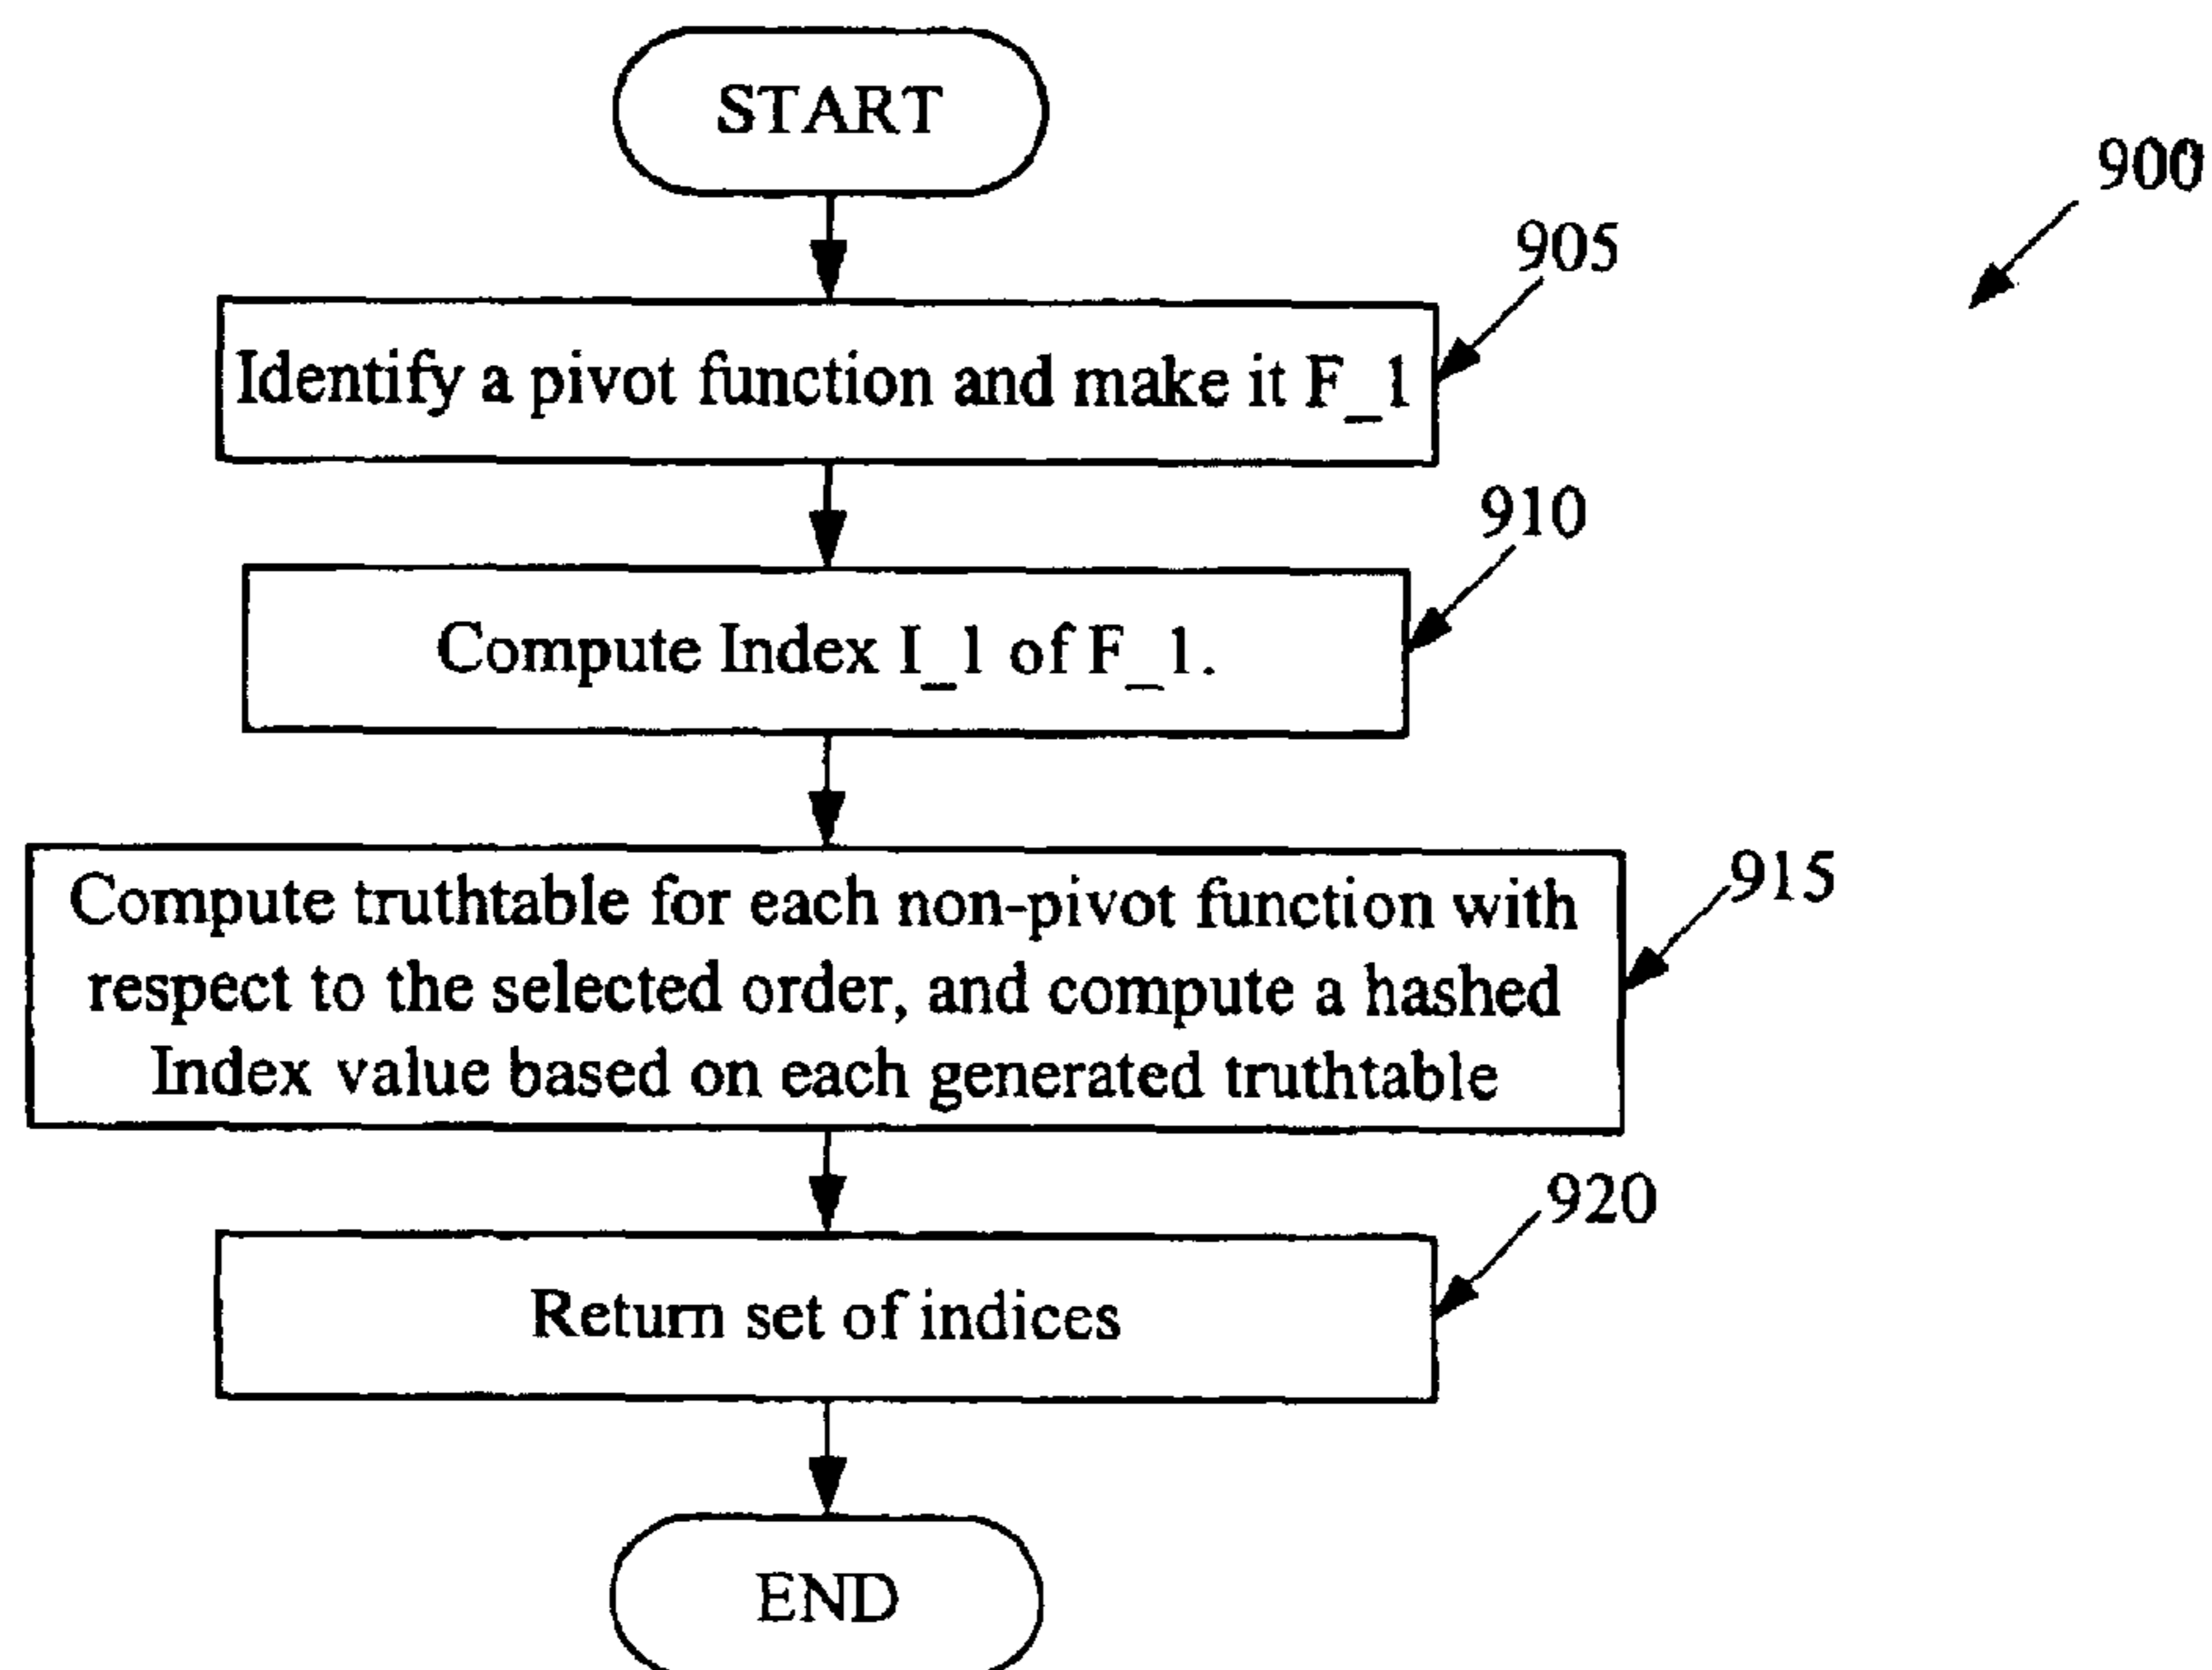 START
900
905
Identify a pivot function and make it F_1
910
Compute Index I_1 of F_1.
915
Compute truthtable for each non-pivot function with
respect to the selected order, and compute a hashed
Index value based on each generated truthtable
920
Return set of indices
END